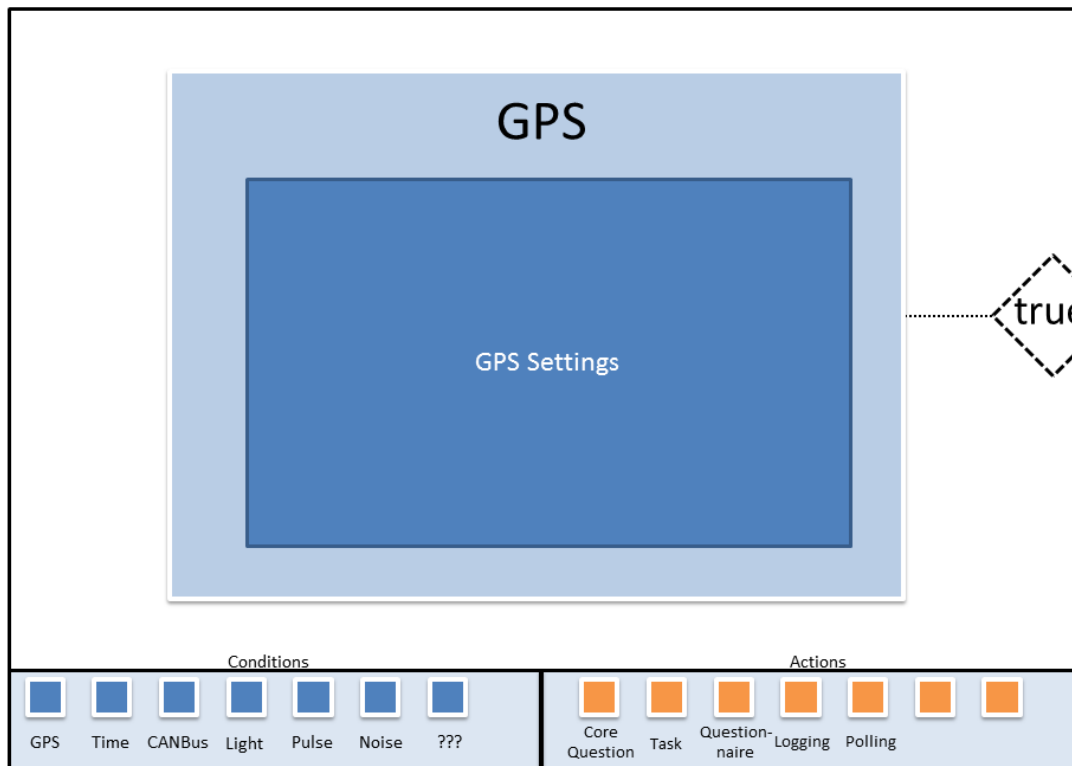 GPS
GPS Settings
true
Conditions
Actions
GPS
Time
CANBus
Light
Pulse
Noise
???
Core
Question
Task
Question-
naire
Logging
Polling